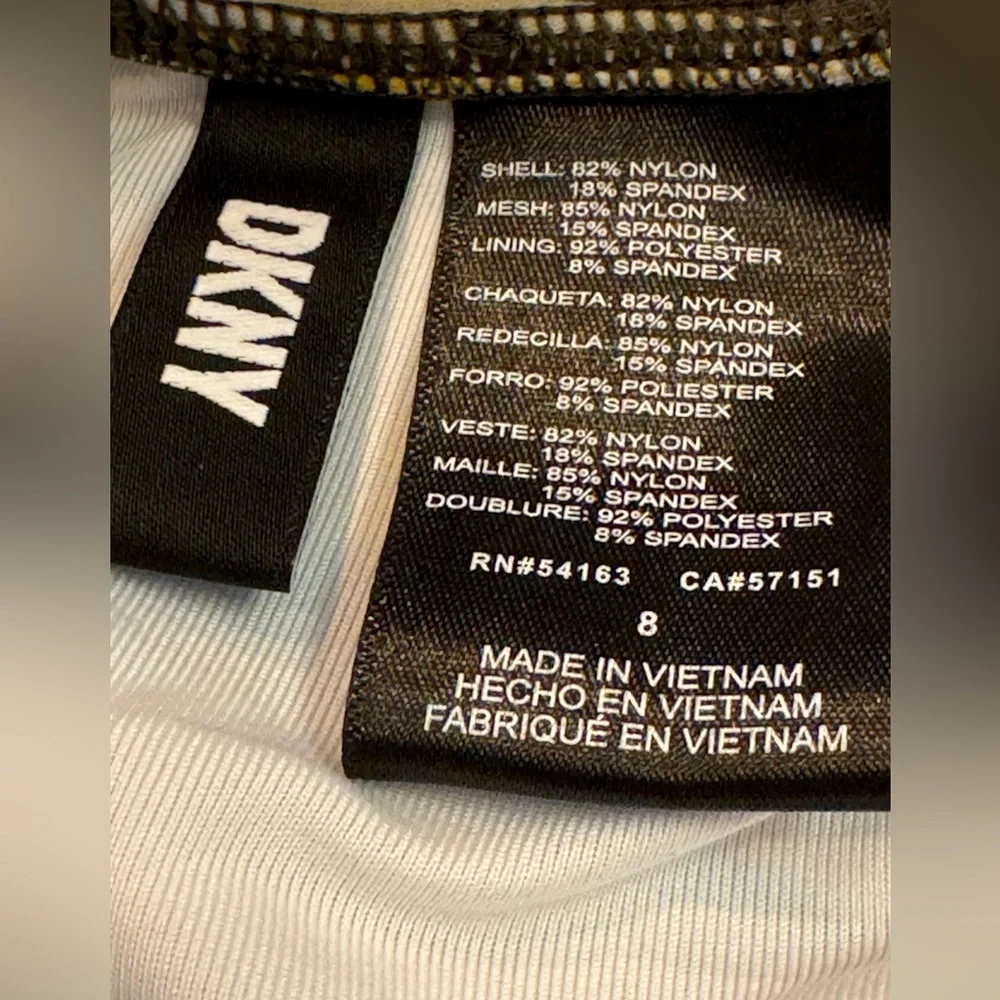 DKNY
SHELL: 82% NYLON
18% SPANDEX
MESH: 85% NYLON
15% SPANDEX
LINING: 92% POLYESTER
8% SPANDEX
CHAQUETA: 82% NYLON
18% SPANDEX
REDECILLA: 85% NYLON
15% SPANDEX
FORRO: 92% POLIESTER
8% SPANDEX
VESTE: 82% NYLON
18% SPANDEX
MAILLE: 85% NYLON
15% SPANDEX
DOUBLURE: 92% POLYESTER
8% SPANDEX
RN#54163 CA#57151
8
MADE IN VIETNAM
HECHO EN VIETNAM
FABRIQUÉ EN VIETNAM